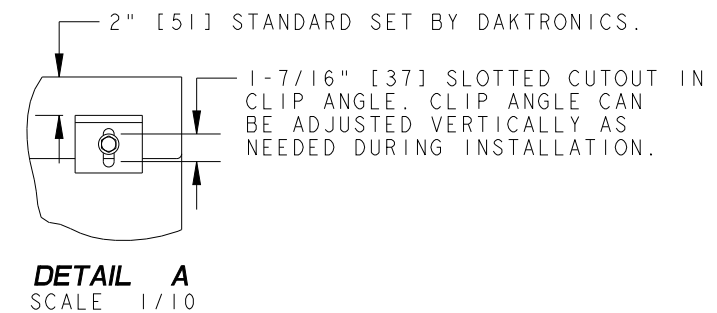 2" [51] STANDARD SET BY DAKTRONICS.
1-7/16" [37] SLOTTED CUTOUT IN
CLIP ANGLE. CLIP ANGLE CAN
BE ADJUSTED VERTICALLY AS
NEEDED DURING INSTALLATION.
DETAIL A
SCALE 1/10